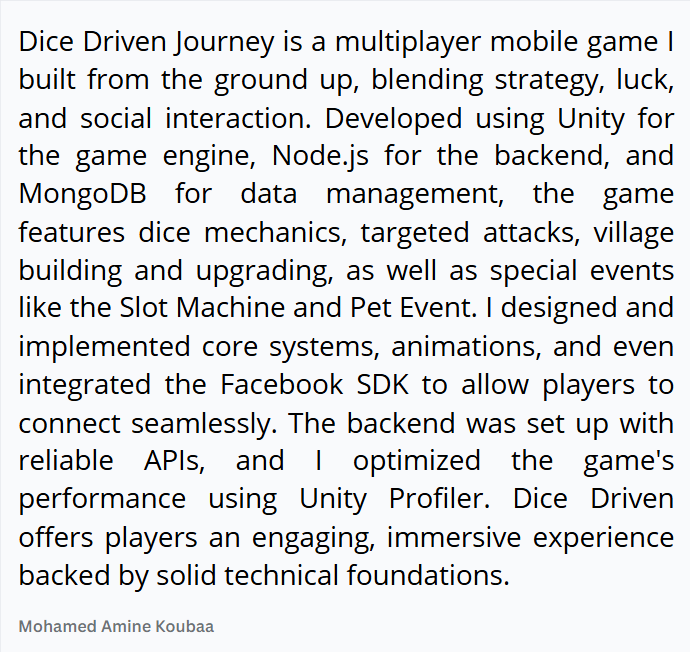 Dice Driven Journey is a multiplayer mobile game I
built from the ground up, blending strategy, luck,
and social interaction. Developed using Unity for
the game engine, Node.js for the backend, and
MongoDB for data management, the game
features dice mechanics, targeted attacks, village
building and upgrading, as well as special events
like the Slot Machine and Pet Event. I designed and
implemented core systems, animations, and even
integrated the Facebook SDK to allow players to
connect seamlessly. The backend was set up with
reliable APIs, and I optimized the game's
performance using Unity Profiler. Dice Driven
offers players an engaging, immersive experience
backed by solid technical foundations.
Mohamed Amine Koubaa